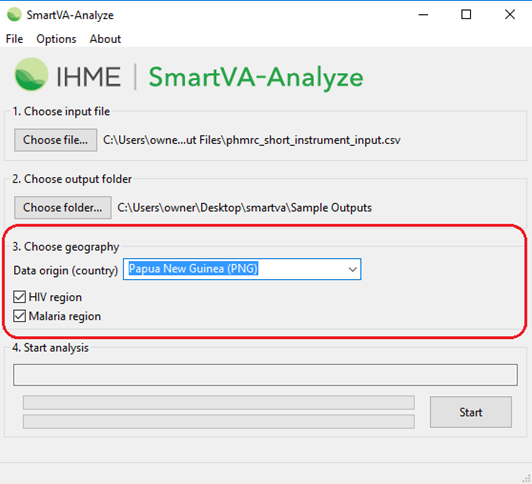 SmartVA-Analyze
File Options About
IHME | SmartVA-Analyze
1. Choose input file
Choose file... C:\Users\owne...ut Files\phmrc_short_instrument_input.csv
2. Choose output folder
Choose folder... C:\Users\owner\Desktop\smartva\Sample Outputs
3. Choose geography
Data origin (country) Papua New Guinea (PNG)
HIV region
Malaria region
4. Start analysis
Start